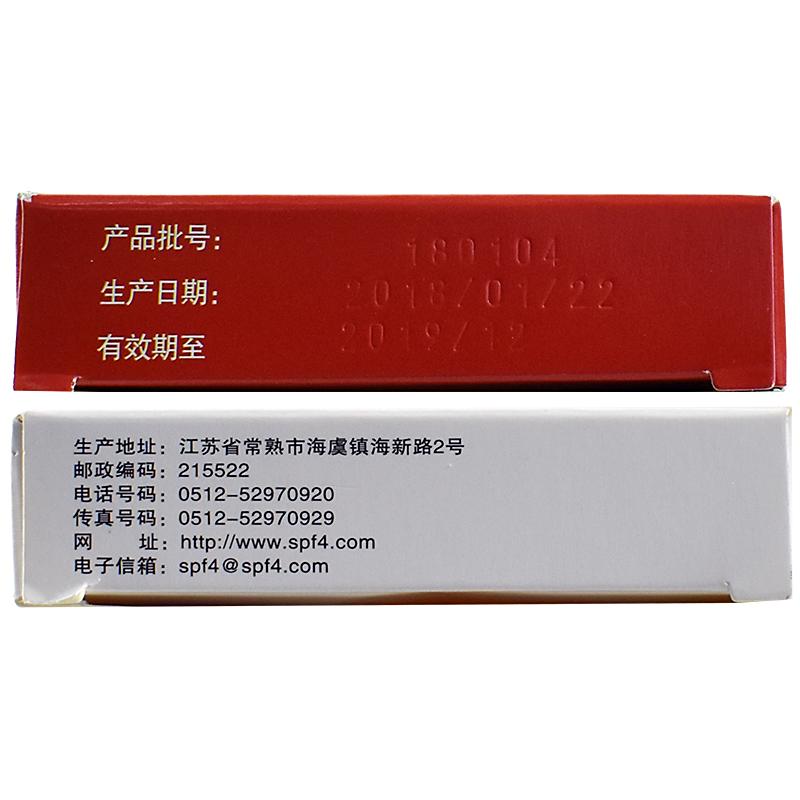 产品批号： 180104
生产日期： 2018/01/22
有效期至 2019/12
生产地址：江苏省常熟市海虞镇海新路2号
邮政编码：215522
电话号码：0512-52970920
传真号码：0512-52970929
网 址：http://www.spf4.com
电子信箱：spf4@spf4.com